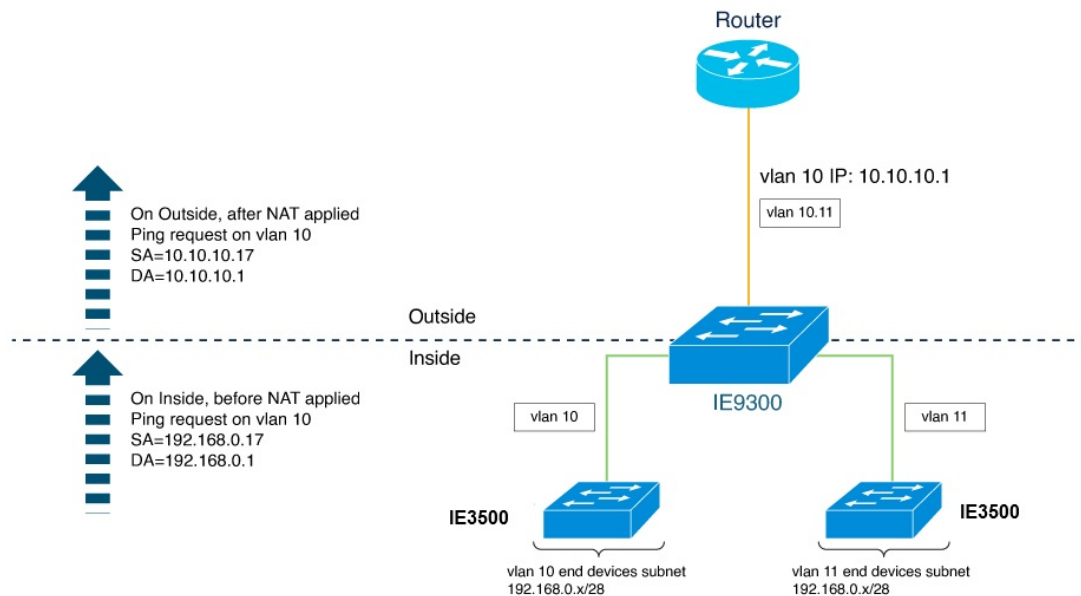 Router
vlan 10 IP: 10.10.10.1
vlan 10.11
On Outside, after NAT applied
Ping request on vlan 10
SA=10.10.10.17
DA=10.10.10.1
Outside
Inside
On Inside, before NAT applied
Ping request on vlan 10
SA=192.168.0.17
DA=192.168.0.1
IE9300
vlan 10
vlan 11
IE3500
IE3500
vlan 10 end devices subnet
192.168.0.x/28
vlan 11 end devices subnet
192.168.0.x/28